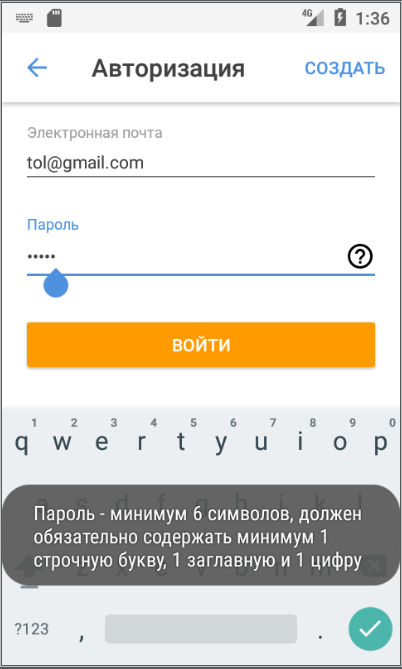 4G 1:36
Авторизация СОЗДАТЬ
Электронная почта
tol@gmail.com
Пароль
•••••
ВОЙТИ
1 2 3 4 5 6 7 8 9 0
q w e r t y u i o p
Пароль - минимум 6 символов, должен
обязательно содержать минимум 1
строчную букву, 1 заглавную и 1 цифру
?123 , .